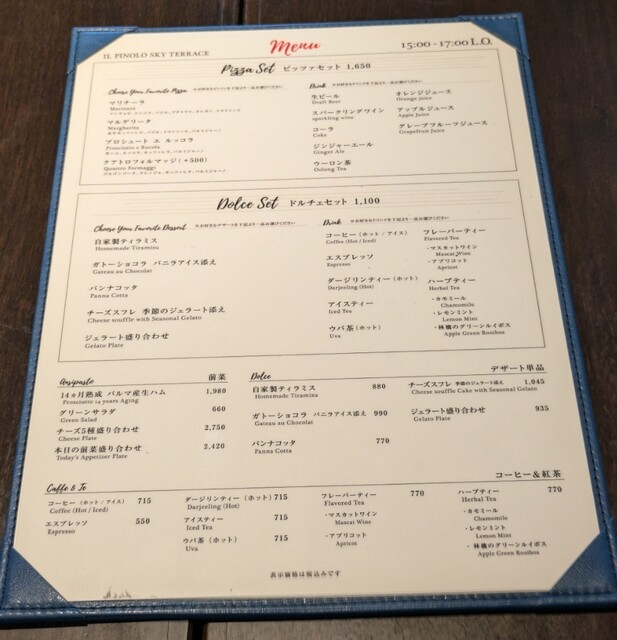 IL PINOLO SKY TERRACE
Menu
15:00 - 17:00 L.O.
Pizza Set ピッツァセット 1,650
Choose Your Favorite Pizza
マリナーラ
Marinara
マルゲリータ
Margherita
プロシュート エ ルッコラ
Prosciutto e Rucola
クアトロフォルマッジ (+500)
Quattro Formaggi
Drink
生ビール
Draft Beer
スパークリングワイン
sparkling wine
コーラ
Coke
ジンジャーエール
Ginger Ale
ウーロン茶
Oolong Tea
オレンジジュース
Orange juice
アップルジュース
Apple Juice
グレープフルーツジュース
Grapefruit Juice
Dolce Set ドルチェセット 1,100
Choose Your Favorite Dessert
自家製ティラミス
Homemade Tiramisu
ガトーショコラ バニラアイス添え
Gateau au Chocolat
パンナコッタ
Panna Cotta
チーズスフレ 季節のジェラート添え
Cheese souffle with Seasonal Gelato
ジェラート盛り合わせ
Gelato Plate
Drink
コーヒー (ホット / アイス)
Coffee (Hot / Iced)
エスプレッソ
Espresso
ダージリンティー (ホット)
Darjeeling (Hot)
アイスティー
Iced Tea
ウバ茶 (ホット)
Uva
フレーバーティー
Flavored Tea
・マスカットワイン
Mascat Wine
・アプリコット
Apricot
ハーブティー
Herbal Tea
・カモミール
Chamomile
・レモンミント
Lemon Mint
・林檎のグリーンルイボス
Apple Green Rooibos
Antipasto 前菜
14ヵ月熟成 パルマ産生ハム 1,980
Prosciutto 14 years Aging
グリーンサラダ 660
Green Salad
チーズ5種盛り合わせ 2,750
Cheese Plate
本日の前菜盛り合わせ 2,420
Today's Appetizer Plate
Dolce デザート単品
自家製ティラミス 880
Homemade Tiramisu
ガトーショコラ バニラアイス添え 990
Gateau au Chocolat
パンナコッタ 770
Panna Cotta
チーズスフレ 季節のジェラート添え 1,045
Cheese souffle Cake with Seasonal Gelato
ジェラート盛り合わせ 935
Gelato Plate
Caffe & Te コーヒー&紅茶
コーヒー (ホット / アイス) 715
Coffee (Hot / Iced)
エスプレッソ 550
Espresso
ダージリンティー (ホット) 715
Darjeeling (Hot)
アイスティー 715
Iced Tea
ウバ茶 (ホット) 715
Uva
フレーバーティー 770
Flavored Tea
・マスカットワイン
Mascat Wine
・アプリコット
Apricot
ハーブティー 770
Herbal Tea
・カモミール
Chamomile
・レモンミント
Lemon Mint
・林檎のグリーンルイボス
Apple Green Rooibos
表示価格は税込みです